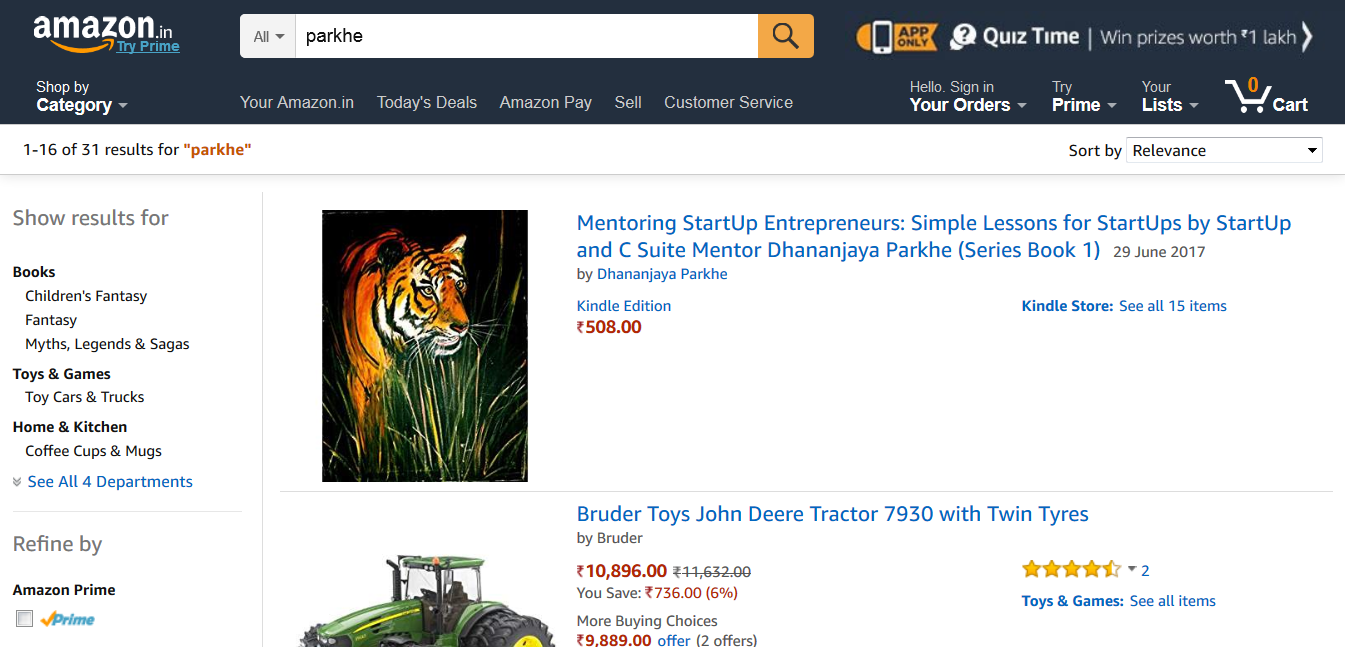 amazon.in
Try Prime
All
parkhe
APP ONLY
Quiz Time | Win prizes worth ₹1 lakh
Shop by
Category
Your Amazon.in
Today's Deals
Amazon Pay
Sell
Customer Service
Hello. Sign in
Your Orders
Try
Prime
Your
Lists
0
Cart
1-16 of 31 results for "parkhe"
Sort by Relevance
Show results for
Books
Children's Fantasy
Fantasy
Myths, Legends & Sagas
Toys & Games
Toy Cars & Trucks
Home & Kitchen
Coffee Cups & Mugs
See All 4 Departments
Refine by
Amazon Prime
Prime
Mentoring StartUp Entrepreneurs: Simple Lessons for StartUps by StartUp
and C Suite Mentor Dhananjaya Parkhe (Series Book 1) 29 June 2017
by Dhananjaya Parkhe
Kindle Edition
₹508.00
Kindle Store: See all 15 items
Bruder Toys John Deere Tractor 7930 with Twin Tyres
by Bruder
₹10,896.00 ₹11,632.00
You Save: ₹736.00 (6%)
More Buying Choices
₹9,889.00 offer (2 offers)
2
Toys & Games: See all items